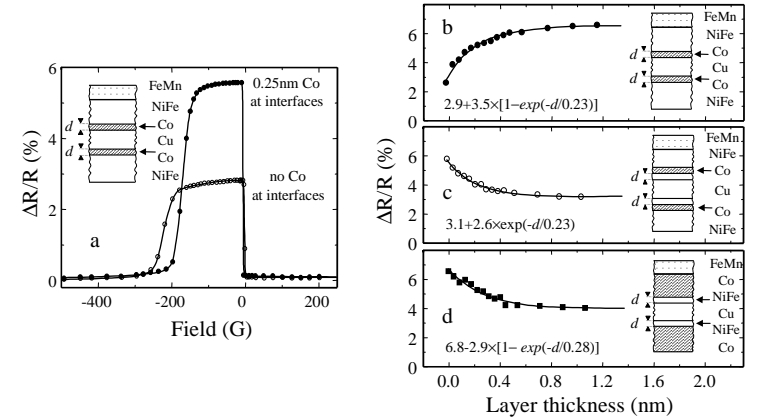 6
4
2
0
ΔR/R (%)
-400
-200
0
200
Field (G)
a
0.25nm Co
at interfaces
no Co
at interfaces
FeMn
NiFe
Co
Cu
Co
NiFe
d
d
b
6
4
2
0
2.9+3.5×[1−exp(-d/0.23)]
FeMn
NiFe
Co
Cu
Co
NiFe
d
d
c
6
4
2
0
ΔR/R (%)
3.1+2.6×exp(-d/0.23)
FeMn
NiFe
Co
Cu
Co
NiFe
d
d
d
6
4
2
0
6.8-2.9×[1− exp(-d/0.28)]
FeMn
Co
NiFe
Cu
NiFe
Co
d
d
0.0
0.4
0.8
1.2
1.6
2.0
Layer thickness (nm)